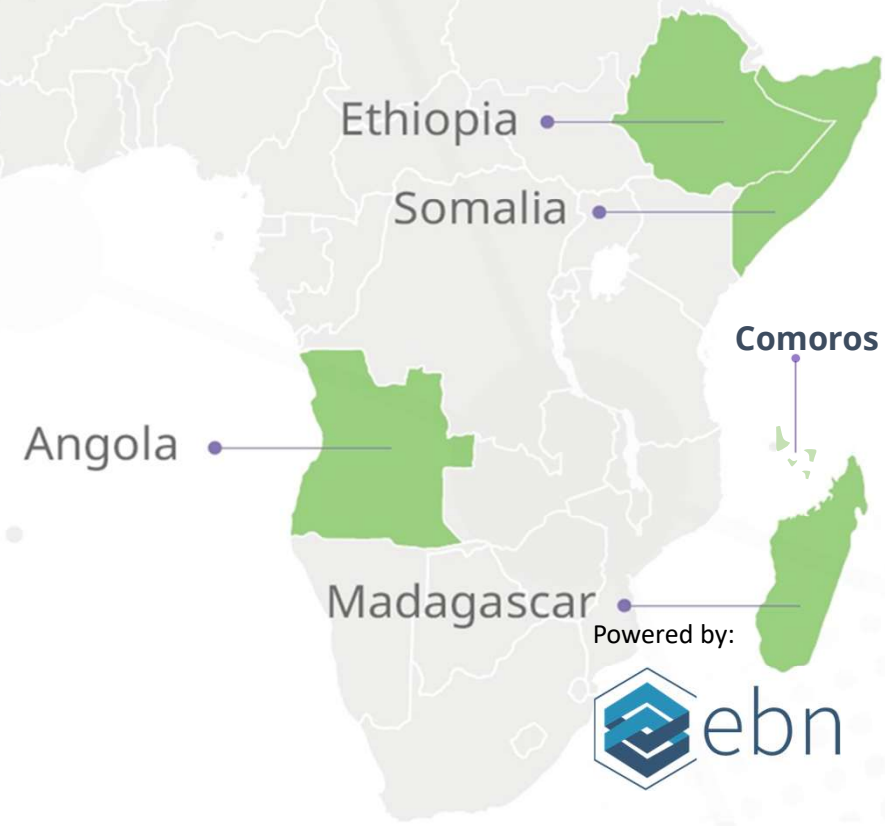 Ethiopia
Somalia
Comoros
Angola
Madagascar
Powered by:
ebn